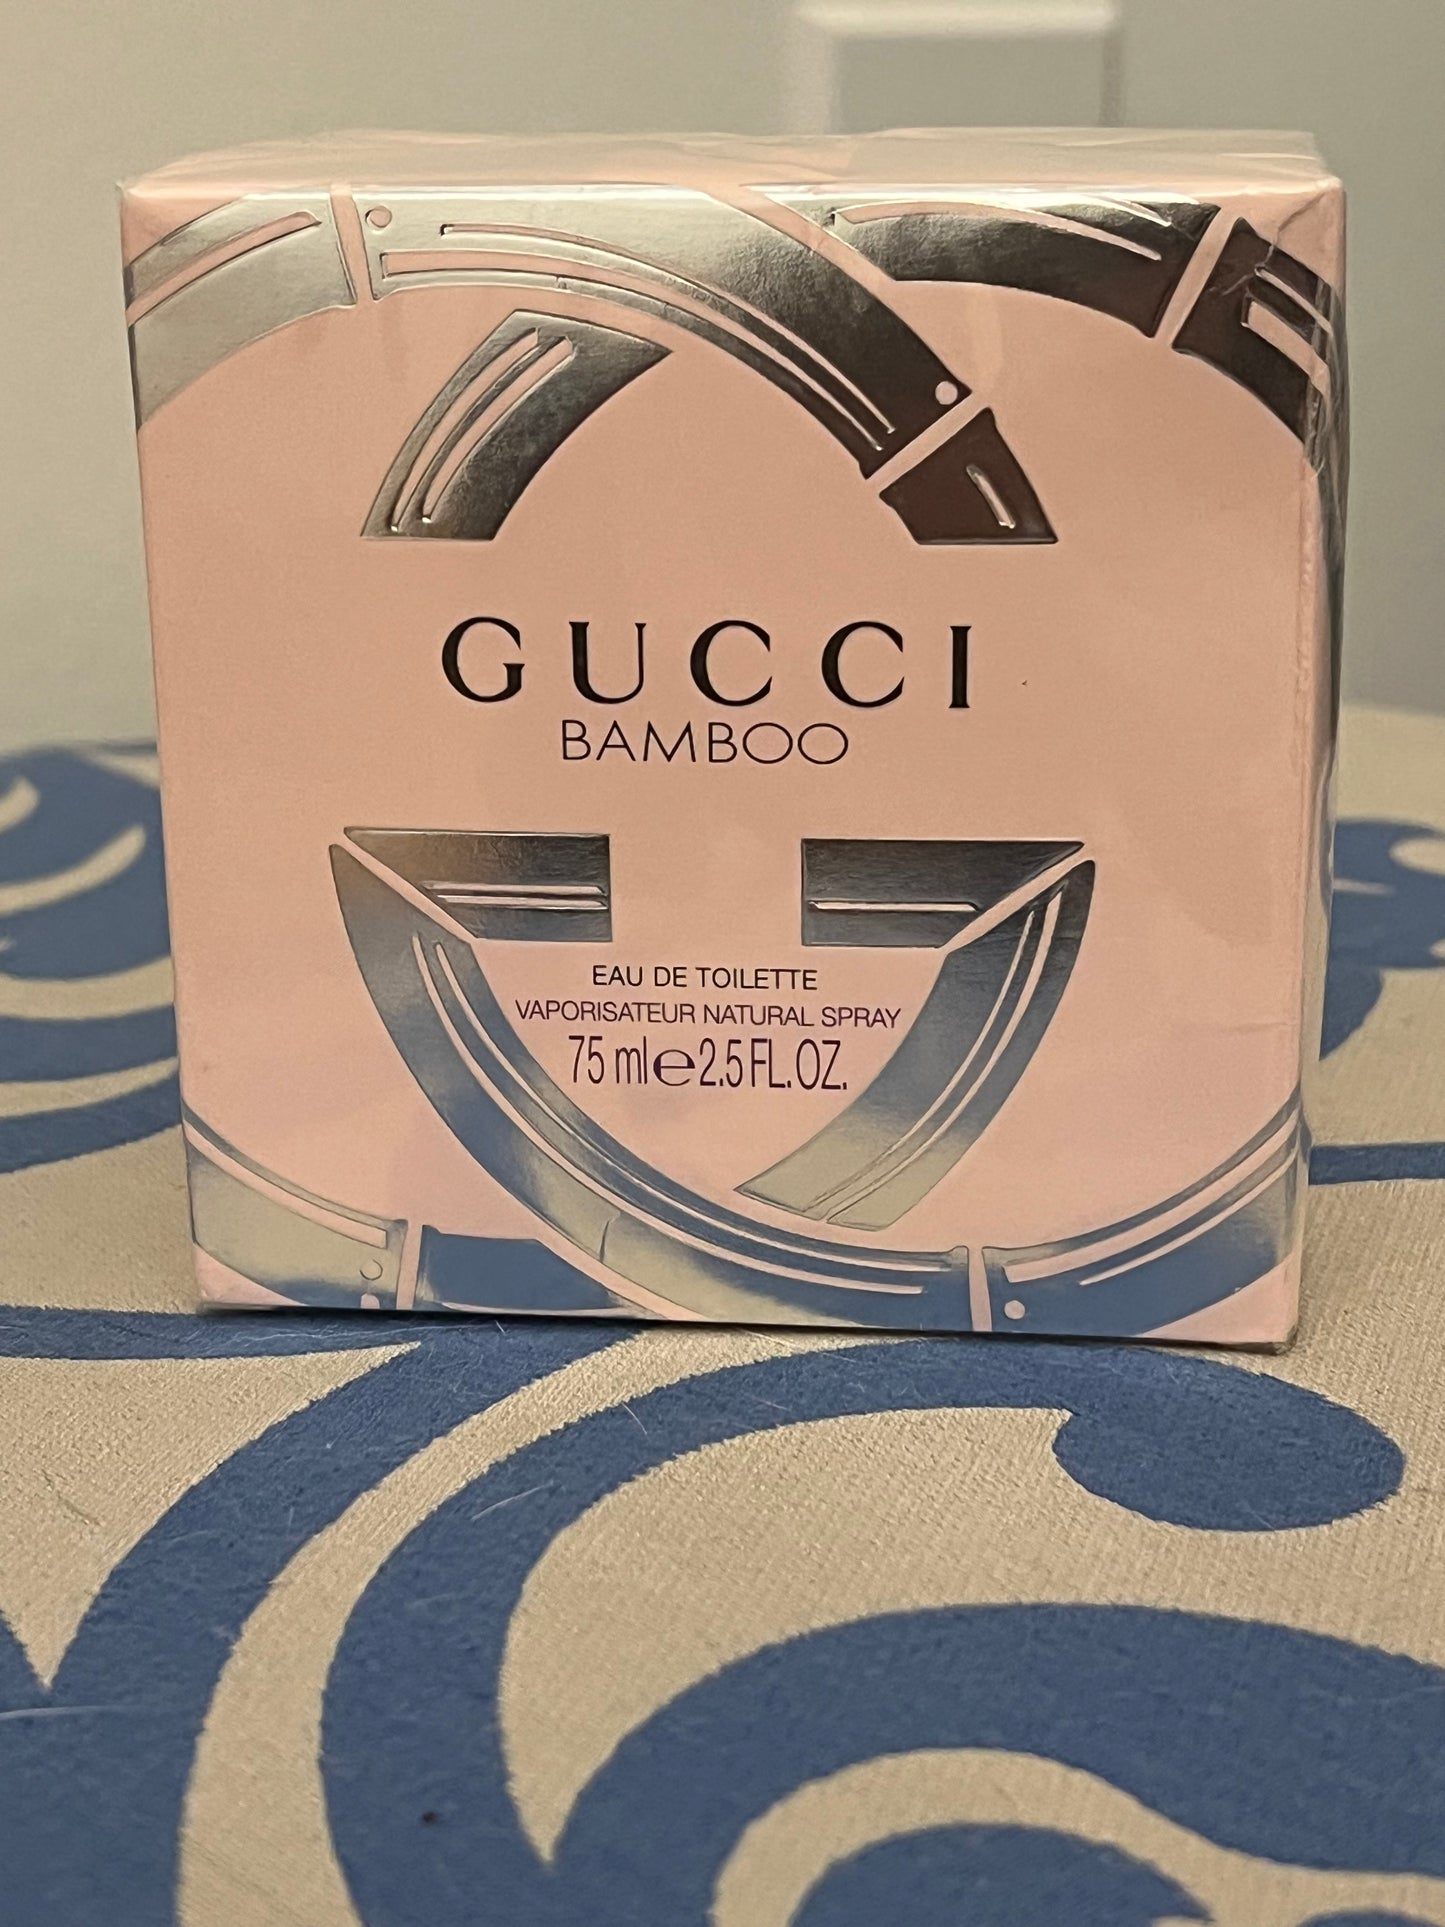 GUCCI
BAMBOO
EAU DE TOILETTE
VAPORISATEUR NATURAL SPRAY
75 ml℮2.5 FL.OZ.